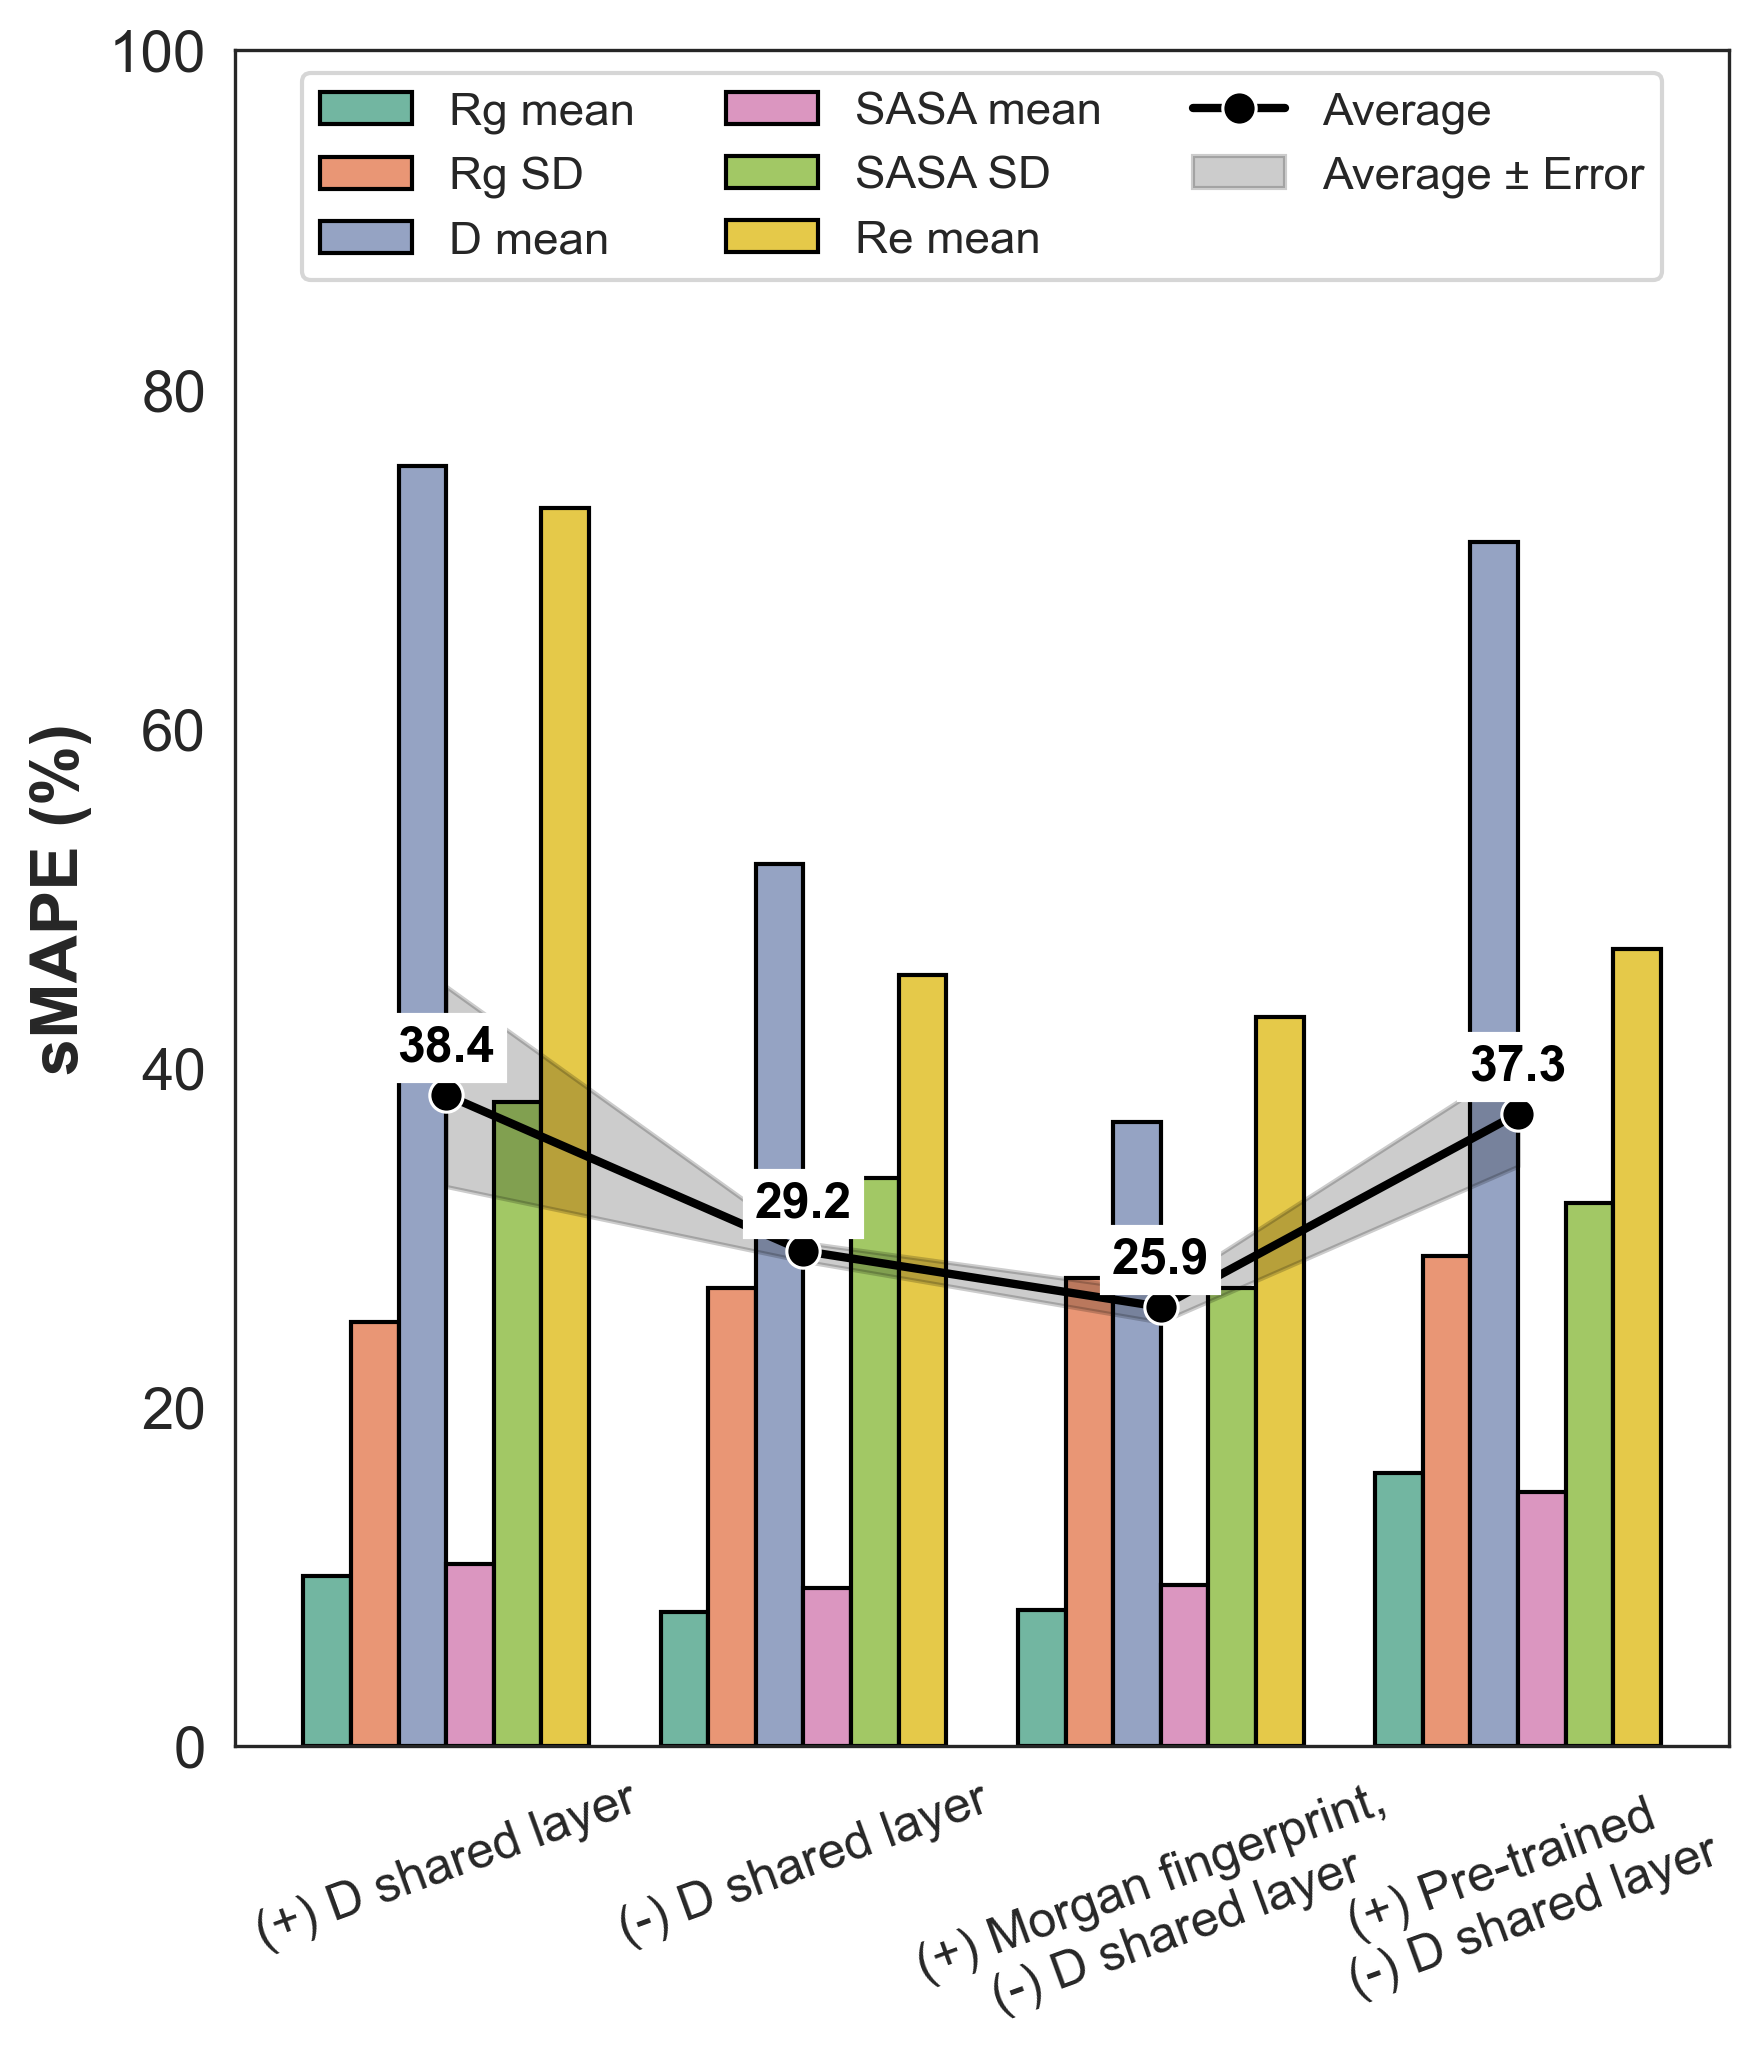 100
80
60
40
20
0
sMAPE (%)
Rg mean
Rg SD
D mean
SASA mean
SASA SD
Re mean
Average
Average ± Error
38.4
29.2
25.9
37.3
(+) D shared layer
(-) D shared layer
(+) Morgan fingerprint,
(-) D shared layer
(+) Pre-trained
(-) D shared layer